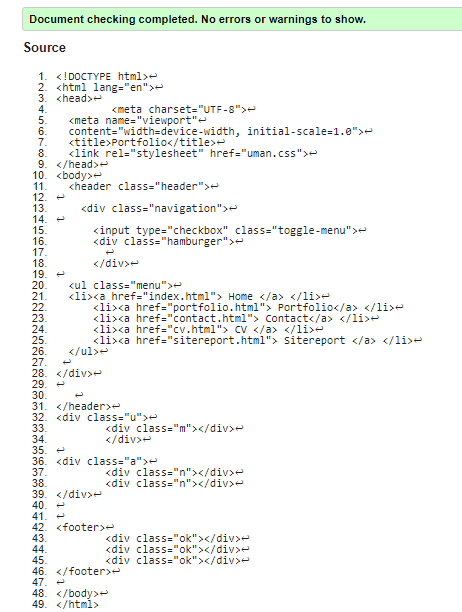 Document checking completed. No errors or warnings to show.
Source
1. <!DOCTYPE html>↩
2. <html lang="en">↩
3. <head>↩
4. <meta charset="UTF-8">↩
5. <meta name="viewport"↩
6. content="width=device-width, initial-scale=1.0">↩
7. <title>Portfolio</title>↩
8. <link rel="stylesheet" href="uman.css">↩
9. </head>↩
10. <body>↩
11. <header class="header">↩
12. ↩
13. <div class="navigation">↩
14. ↩
15. <input type="checkbox" class="toggle-menu">↩
16. <div class="hamburger">↩
17. ↩
18. </div>↩
19. ↩
20. <ul class="menu">↩
21. <li><a href="index.html"> Home </a> </li>↩
22. <li><a href="portfolio.html"> Portfolio</a> </li>↩
23. <li><a href="contact.html"> Contact</a> </li>↩
24. <li><a href="cv.html"> CV </a> </li>↩
25. <li><a href="sitereport.html"> Sitereport </a> </li>↩
26. </ul>↩
27. ↩
28. </div>↩
29. ↩
30. ↩
31. </header>↩
32. <div class="u">↩
33. <div class="m"></div>↩
34. </div>↩
35. ↩
36. <div class="a">↩
37. <div class="n"></div>↩
38. <div class="n"></div>↩
39. </div>↩
40. ↩
41. ↩
42. <footer>↩
43. <div class="ok"></div>↩
44. <div class="ok"></div>↩
45. <div class="ok"></div>↩
46. </footer>↩
47. ↩
48. </body>↩
49. </html>